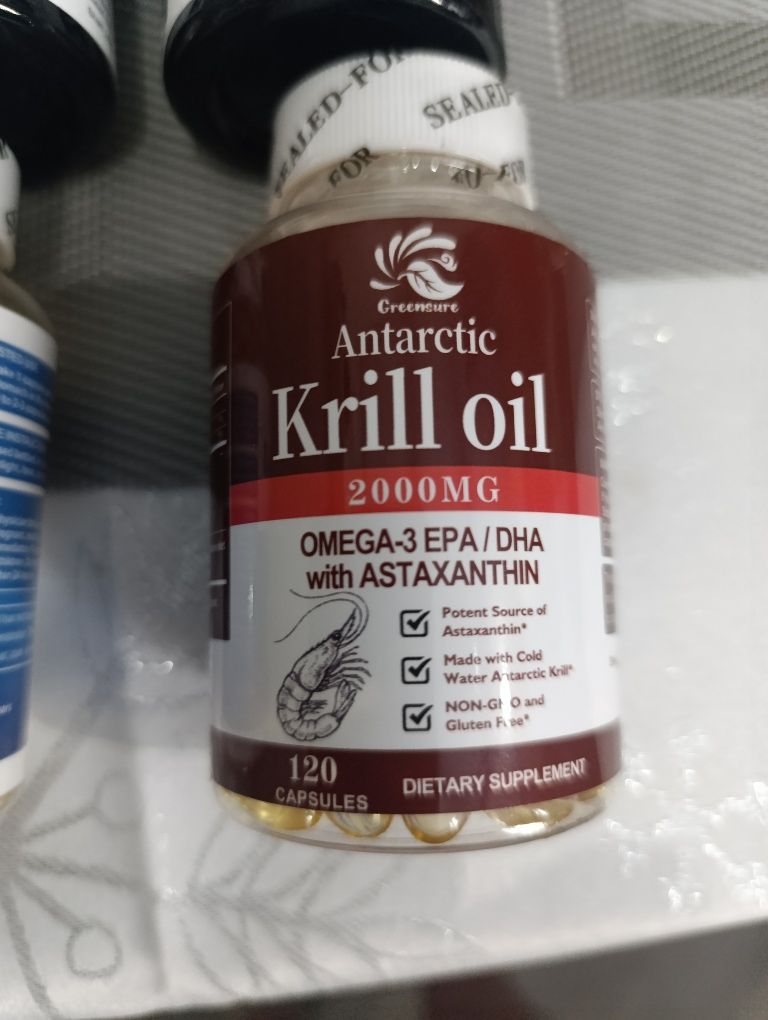 SEALED-FOR
SEALED-
FOR
Greensure
Antarctic
Krill oil
2000MG
OMEGA-3 EPA / DHA
with ASTAXANTHIN
Potent Source of
Astaxanthin*
Made with Cold
Water Antarctic Krill*
NON-GMO and
Gluten Free*
120
CAPSULES
DIETARY SUPPLEMENT